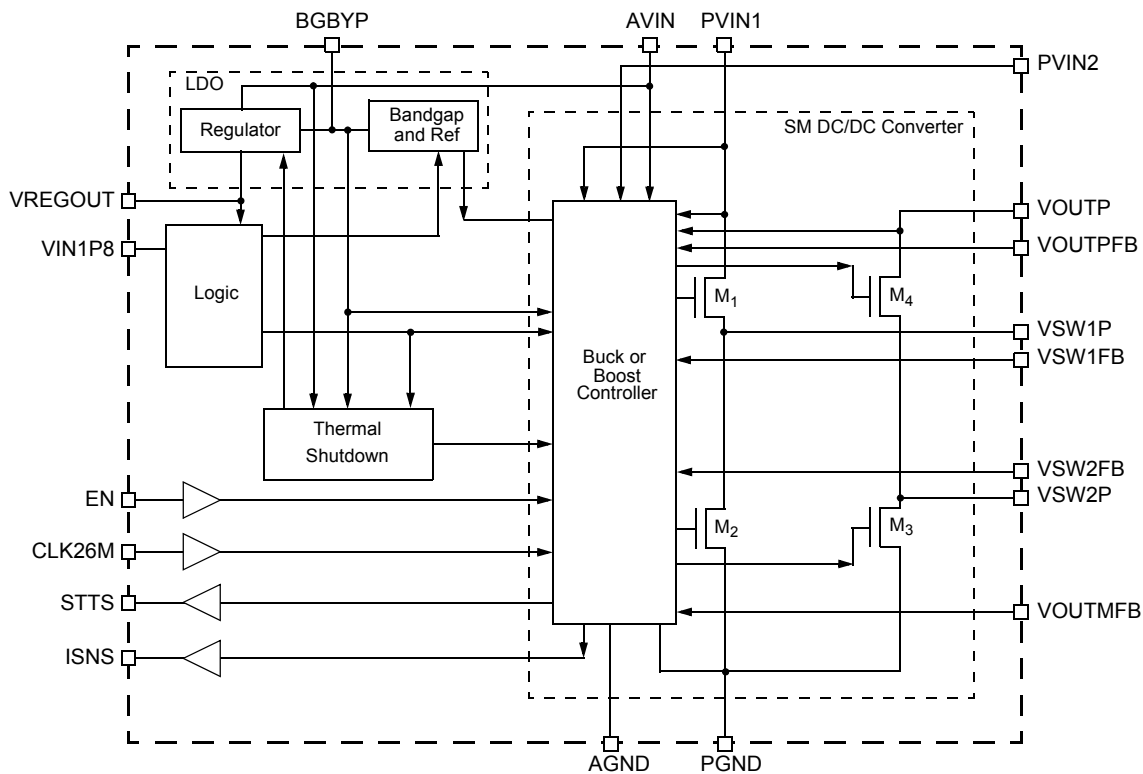 BGBYP
AVIN
PVIN1
PVIN2
LDO
Regulator
Bandgap
and Ref
SM DC/DC Converter
VREGOUT
VIN1P8
Logic
VOUTP
VOUTPFB
M1
M4
VSW1P
VSW1FB
Buck or
Boost
Controller
Thermal
Shutdown
VSW2FB
VSW2P
EN
M2
M3
CLK26M
STTS
VOUTMFB
ISNS
AGND
PGND